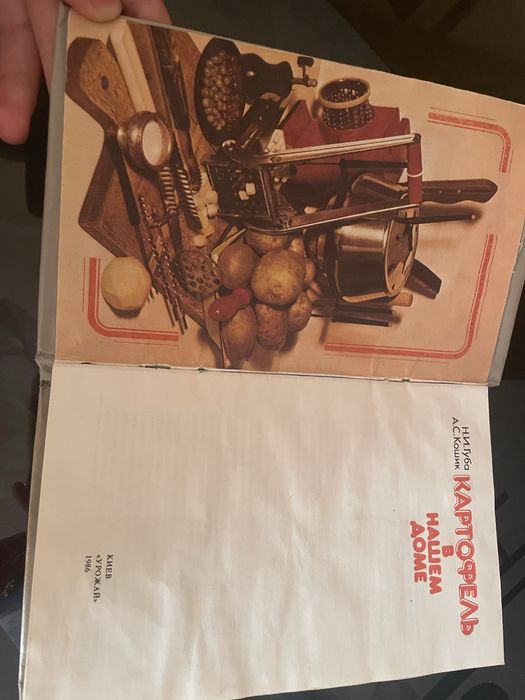 Н.И.Губа
А.С.Кошик
КАРТОФЕЛЬ
В
НАШЕМ
ДОМЕ
КИЕВ
«УРОЖАЙ»
1986